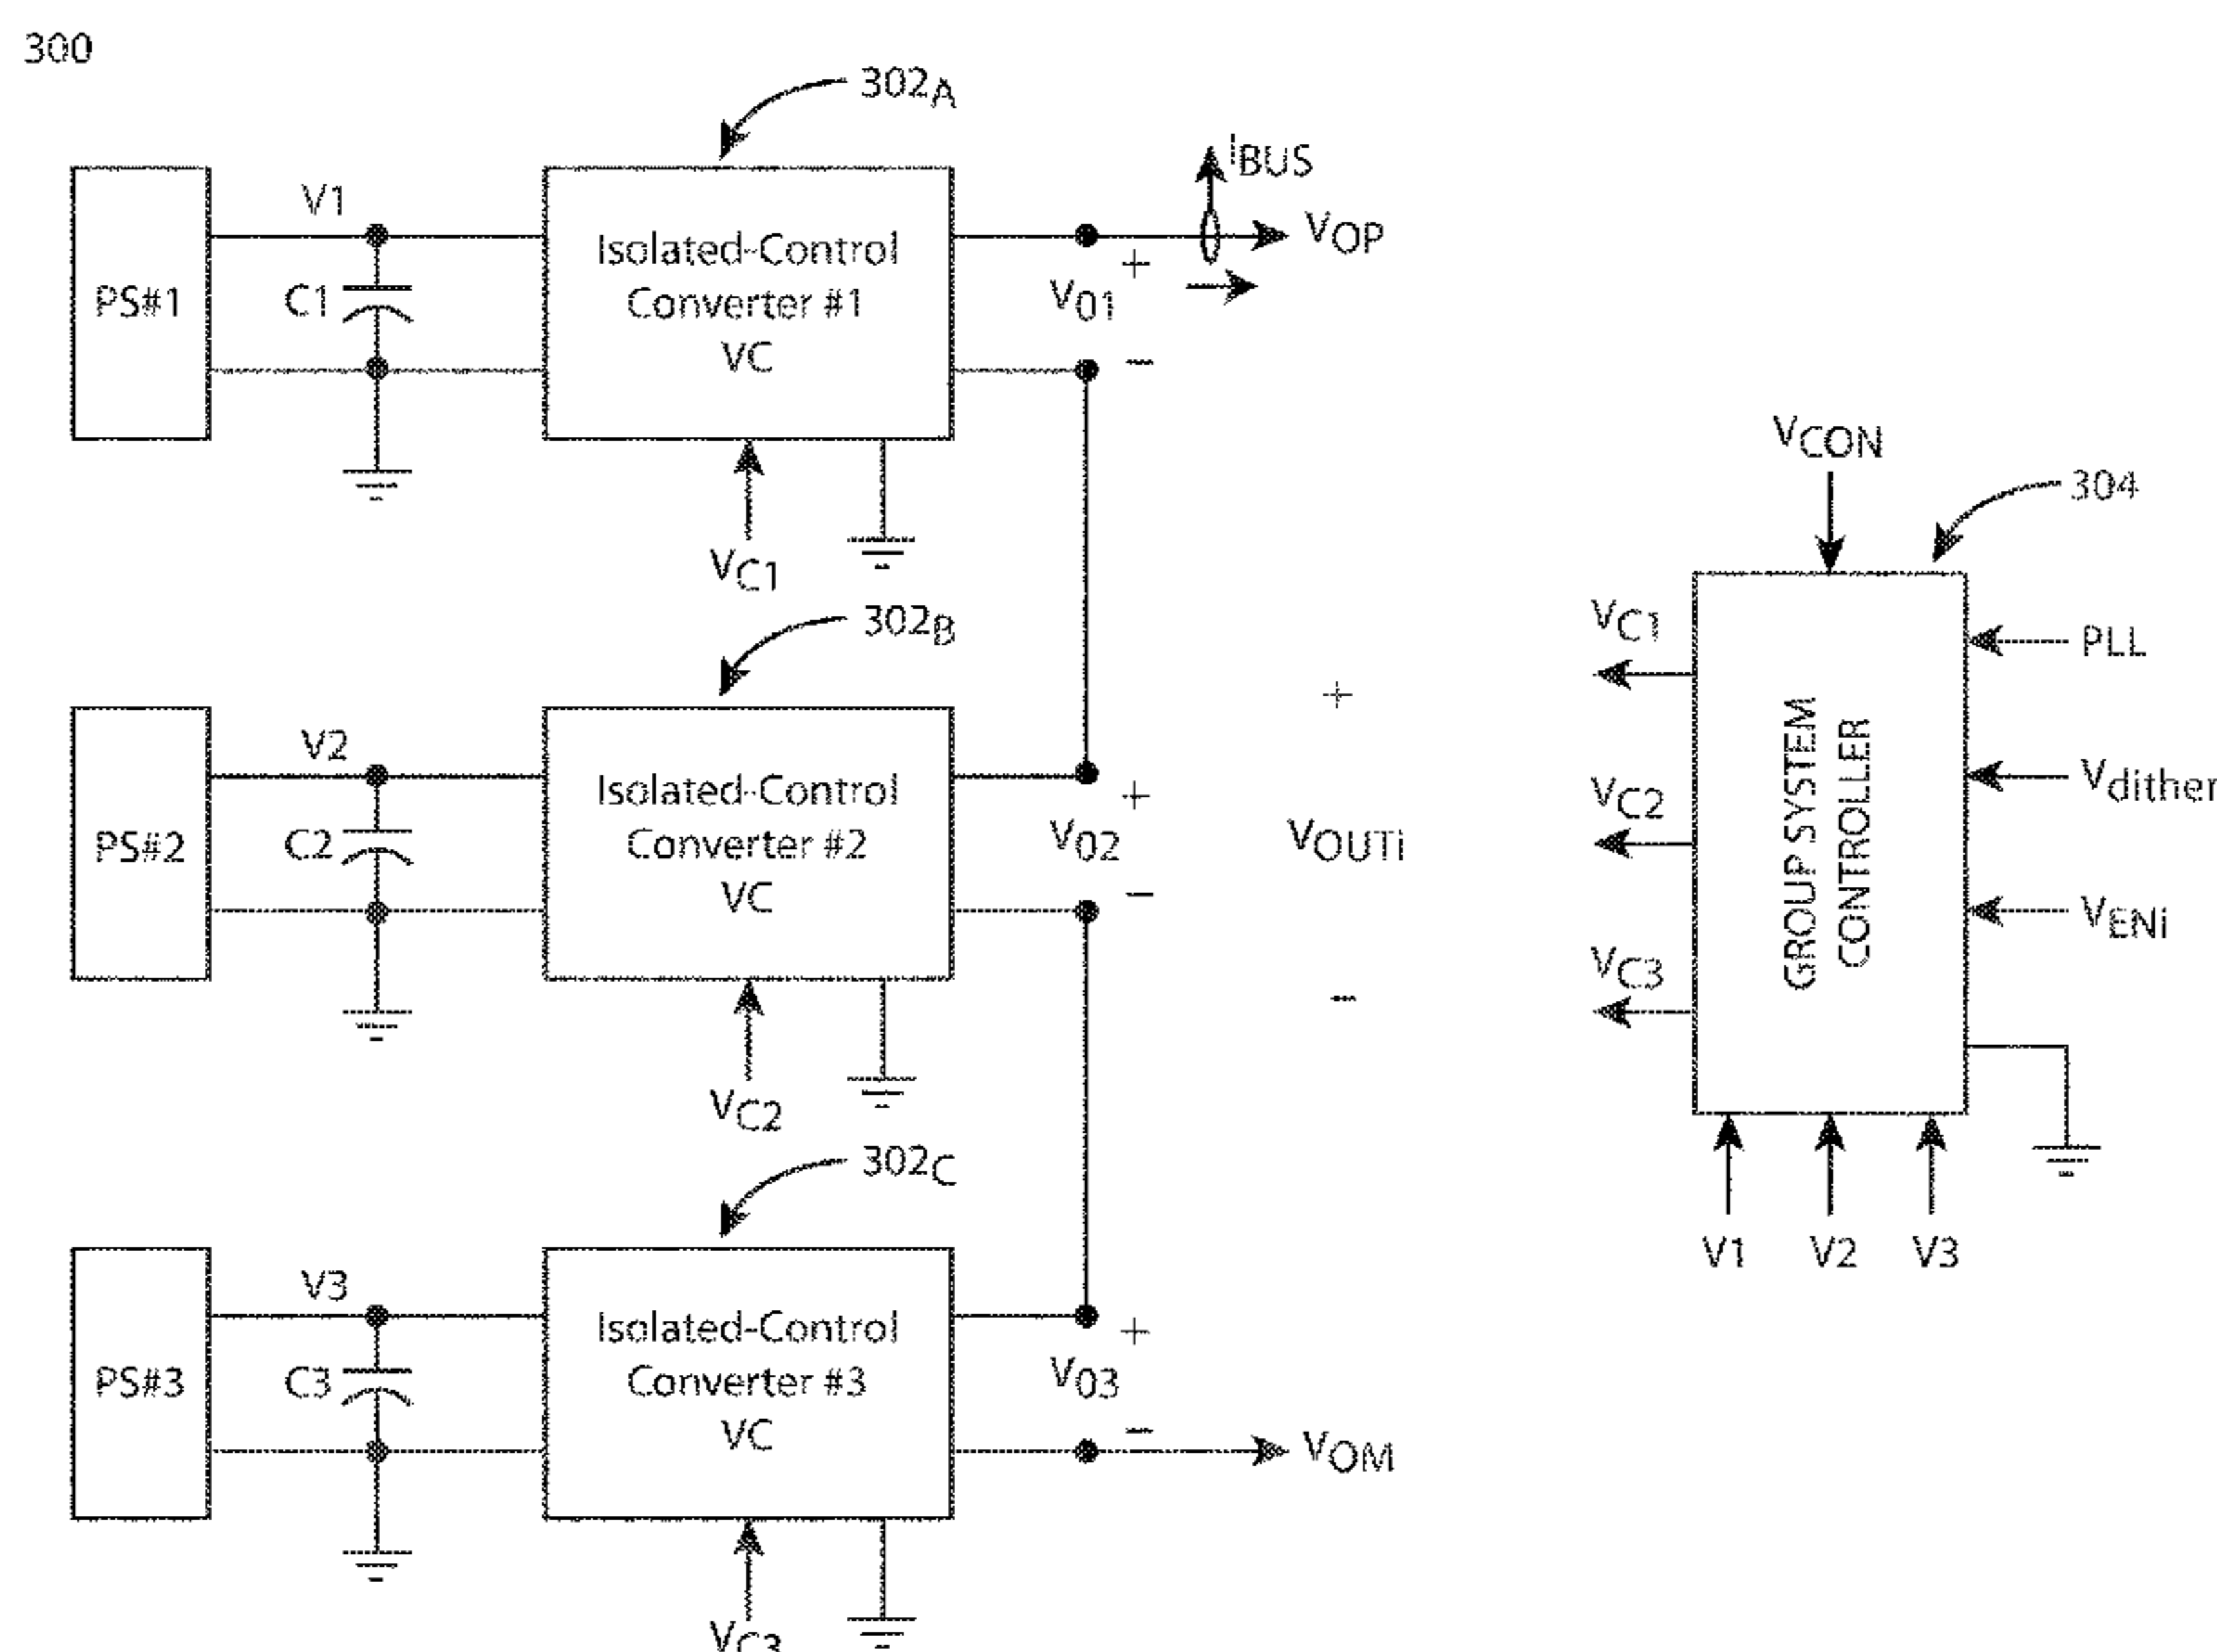 300
302A
PS#1
V1
C1
Isolated-Control
Converter #1
VC
VC1
+
V01
−
IBUS
VOP
302B
PS#2
V2
C2
Isolated-Control
Converter #2
VC
VC2
+
V02
−
+
VOUTi
−
302C
PS#3
V3
C3
Isolated-Control
Converter #3
VC
VC3
+
V03
−
VOM
VCON
304
VC1
VC2
VC3
GROUP SYSTEM
CONTROLLER
PLL
Vdither
VENi
V1 V2 V3